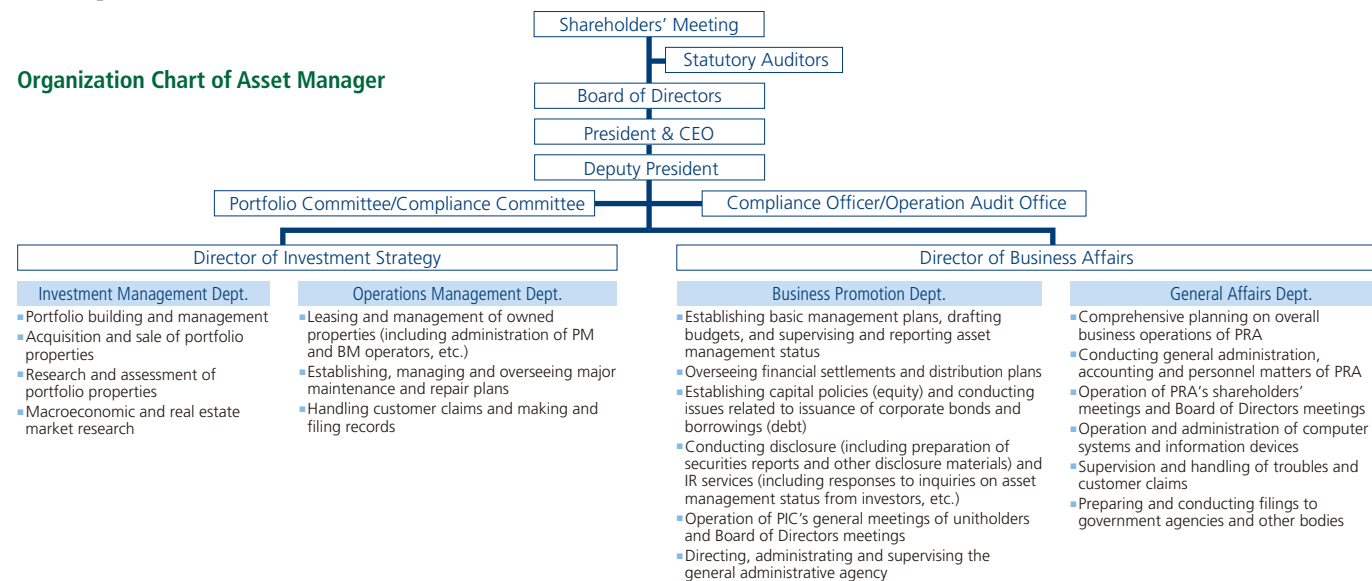 Shareholders’ Meeting
Statutory Auditors
Organization Chart of Asset Manager
Board of Directors
President & CEO
Deputy President
Portfolio Committee/Compliance Committee
Compliance Officer/Operation Audit Office
Director of Investment Strategy
Investment Management Dept.
▪Portfolio building and management
▪Acquisition and sale of portfolio
properties
▪Research and assessment of
portfolio properties
▪Macroeconomic and real estate
market research
Operations Management Dept.
▪Leasing and management of owned
properties (including administration of PM
and BM operators, etc.)
▪Establishing, managing and overseeing major
maintenance and repair plans
▪Handling customer claims and making and
filing records
Director of Business Affairs
Business Promotion Dept.
▪Establishing basic management plans, drafting
budgets, and supervising and reporting asset
management status
▪Overseeing financial settlements and distribution plans
▪Establishing capital policies (equity) and conducting
issues related to issuance of corporate bonds and
borrowings (debt)
▪Conducting disclosure (including preparation of
securities reports and other disclosure materials) and
IR services (including responses to inquiries on asset
management status from investors, etc.)
▪Operation of PIC’s general meetings of unitholders
and Board of Directors meetings
▪Directing, administrating and supervising the
general administrative agency
General Affairs Dept.
▪Comprehensive planning on overall
business operations of PRA
▪Conducting general administration,
accounting and personnel matters of PRA
▪Operation of PRA’s shareholders’
meetings and Board of Directors meetings
▪Operation and administration of computer
systems and information devices
▪Supervision and handling of troubles and
customer claims
▪Preparing and conducting filings to
government agencies and other bodies